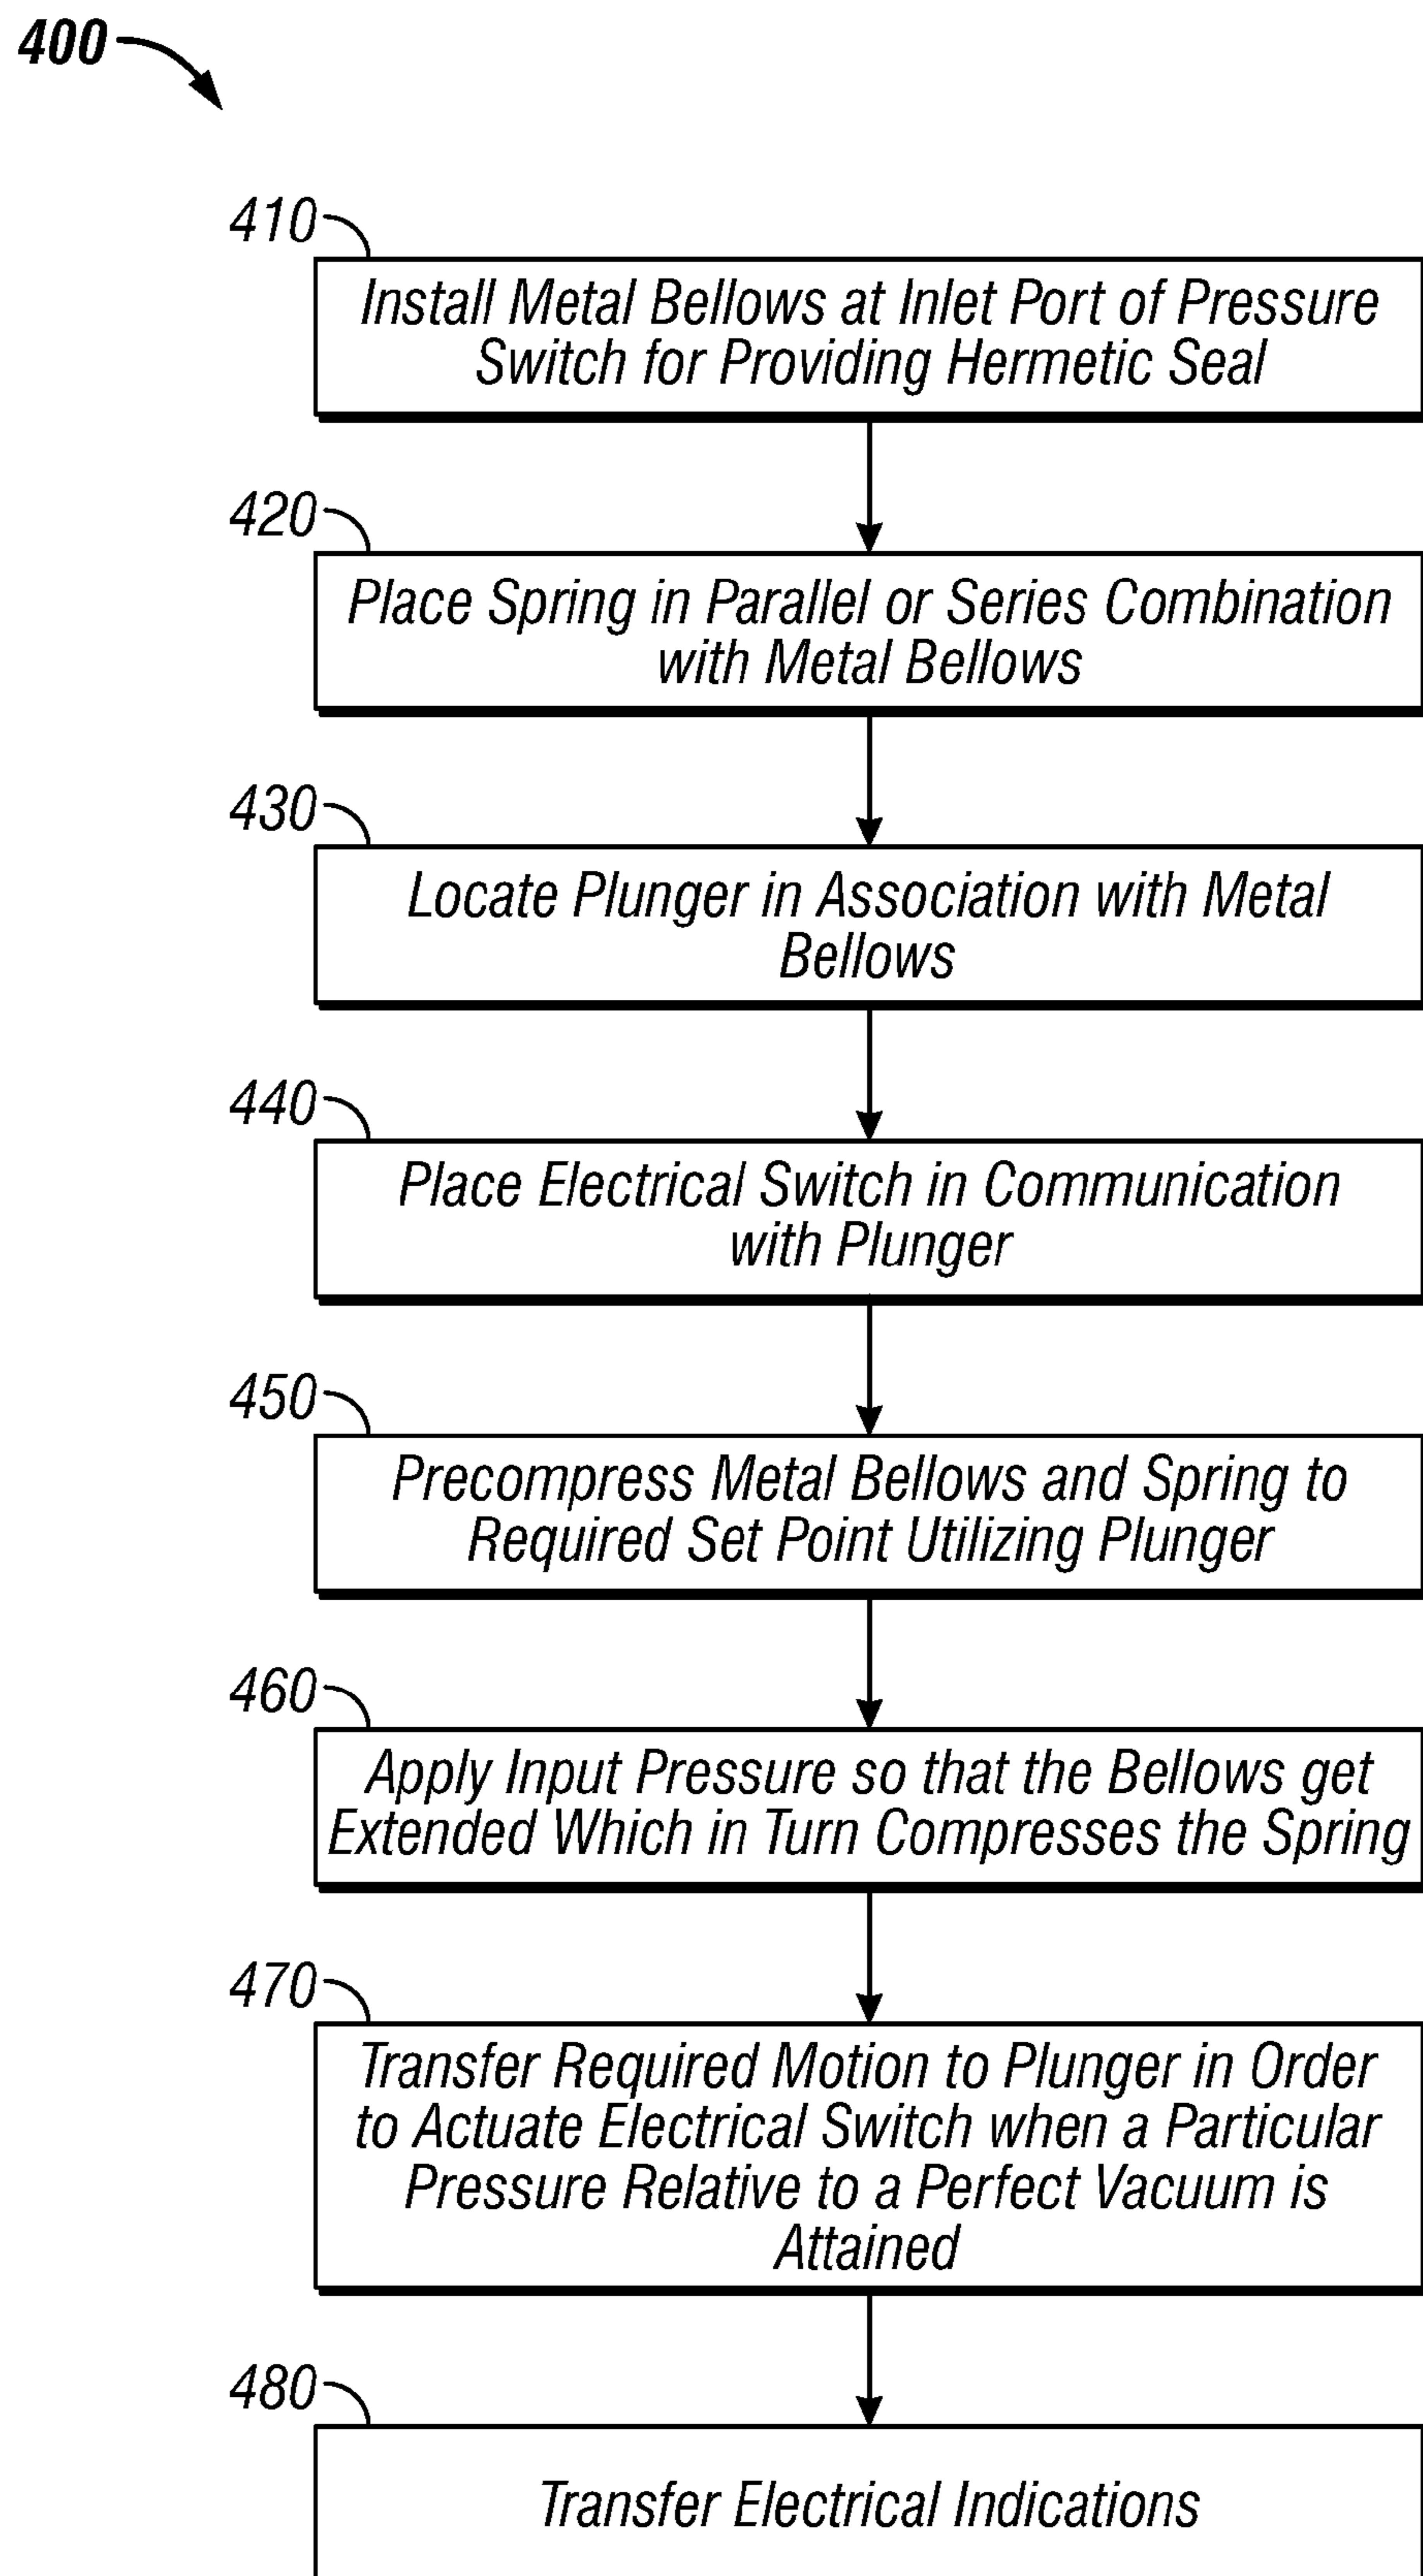 400
410
Install Metal Bellows at Inlet Port of Pressure
Switch for Providing Hermetic Seal
420
Place Spring in Parallel or Series Combination
with Metal Bellows
430
Locate Plunger in Association with Metal
Bellows
440
Place Electrical Switch in Communication
with Plunger
450
Precompress Metal Bellows and Spring to
Required Set Point Utilizing Plunger
460
Apply Input Pressure so that the Bellows get
Extended Which in Turn Compresses the Spring
470
Transfer Required Motion to Plunger in Order
to Actuate Electrical Switch when a Particular
Pressure Relative to a Perfect Vacuum is
Attained
480
Transfer Electrical Indications